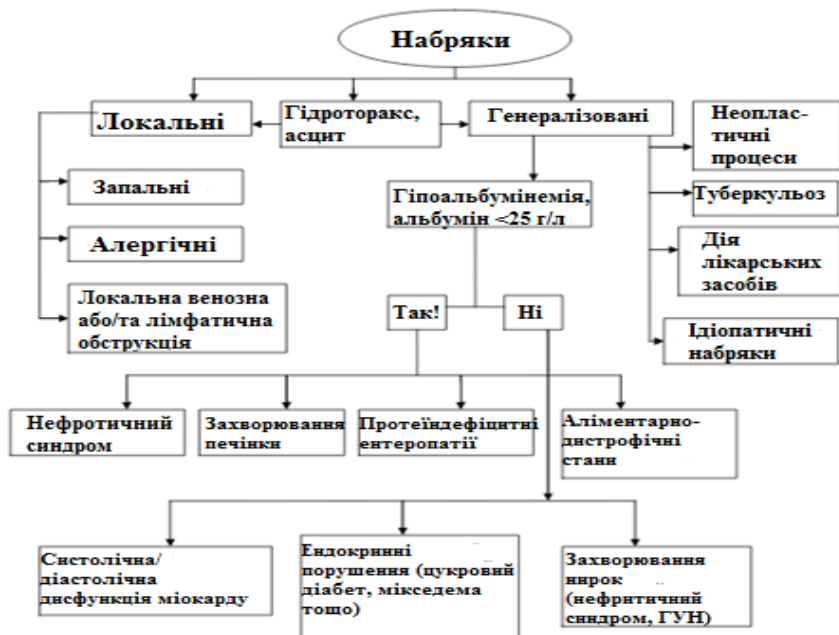 Набряки
Локальні
Гідроторакс,
асцит
Генералізовані
Неоплас-
тичні
процеси
Запальні
Гіпоальбумінемія,
альбумін <25 г/л
Туберкульоз
Алергічні
Дія
лікарських
засобів
Локальна венозна
або/та лімфатична
обструкція
Так!
Ні
Ідіопатичні
набряки
Нефротичний
синдром
Захворювання
печінки
Протеїндефіцитні
ентеропатії
Аліментарно-
дистрофічні
стани
Систолічна/
діастолічна
дисфункція міокарду
Ендокринні
порушення (цукровий
діабет, мікседема
тощо)
Захворювання
нирок
(нефритичний
синдром, ГУН)